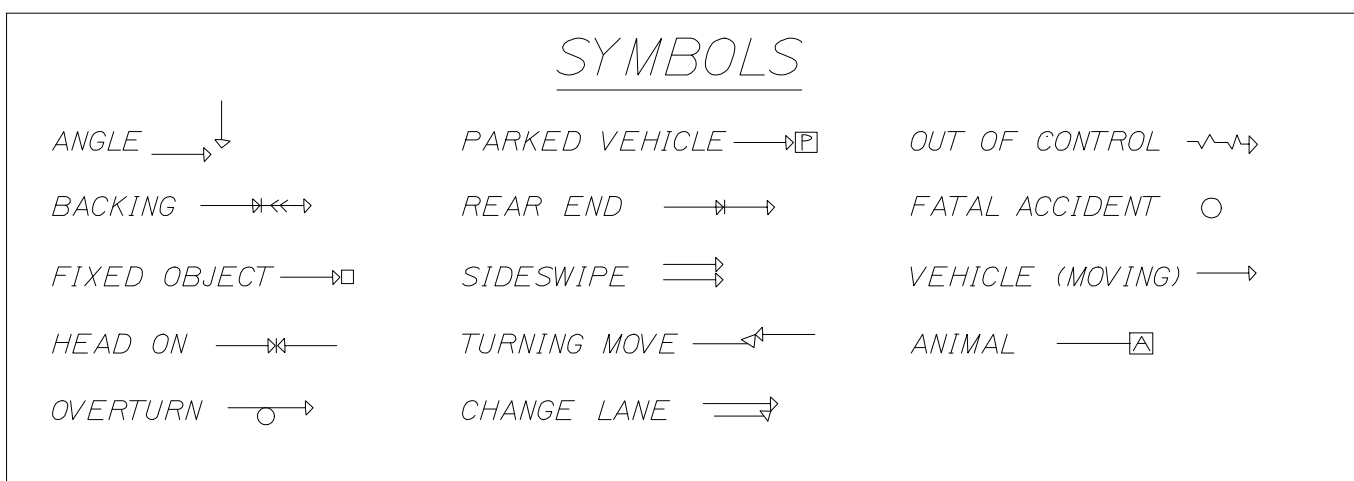 SYMBOLS
ANGLE
PARKED VEHICLE P
OUT OF CONTROL
BACKING
REAR END
FATAL ACCIDENT
FIXED OBJECT
SIDESWIPE
VEHICLE (MOVING)
HEAD ON
TURNING MOVE
ANIMAL A
OVERTURN
CHANGE LANE